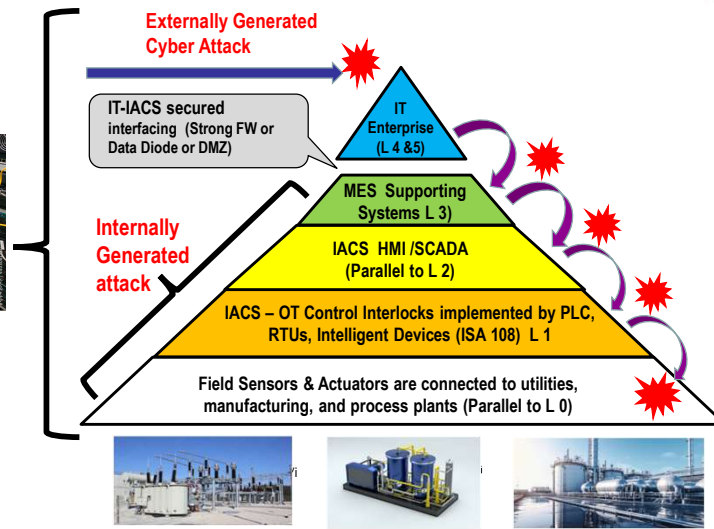 Externally Generated
Cyber Attack
IT-IACS secured
interfacing (Strong FW or
Data Diode or DMZ)
IT
Enterprise
(L 4 &5)
MES Supporting
Systems L 3)
Internally
Generated
attack
IACS HMI /SCADA
(Parallel to L 2)
IACS – OT Control Interlocks implemented by PLC,
RTUs, Intelligent Devices (ISA 108) L 1
Field Sensors & Actuators are connected to utilities,
manufacturing, and process plants (Parallel to L 0)